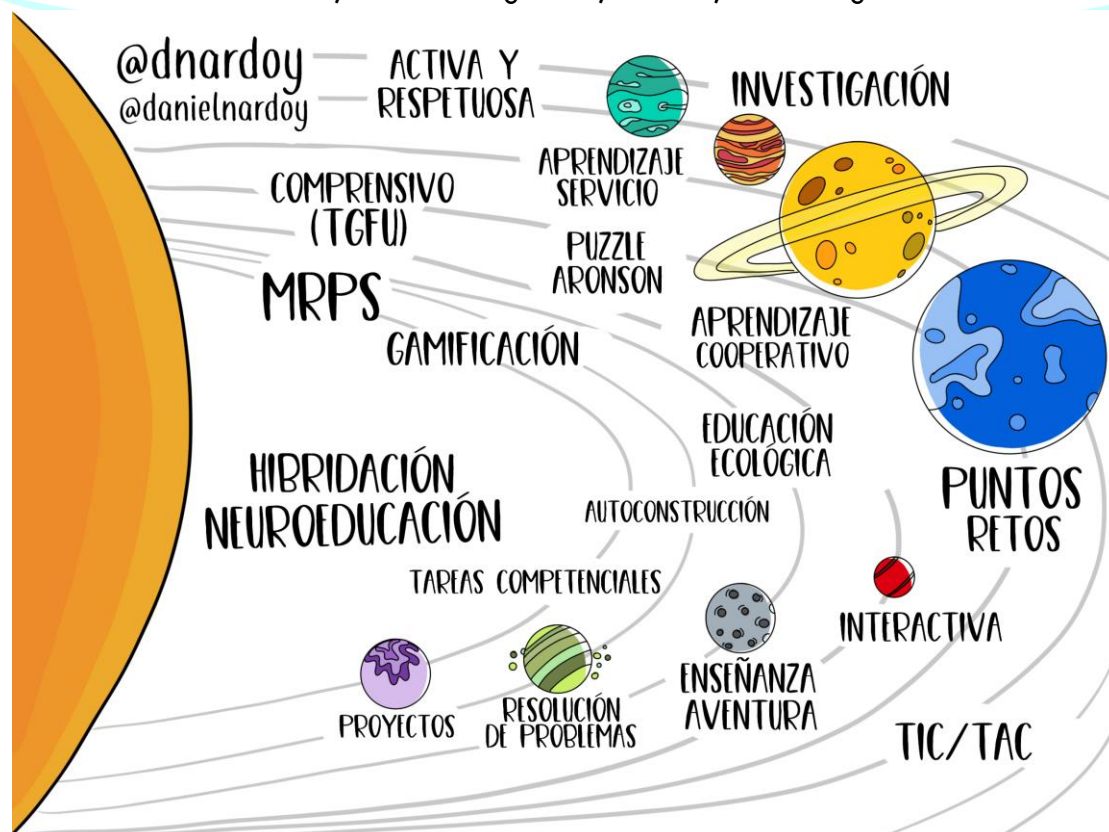 @dnardoy
@danielnardoy
ACTIVA Y
RESPETUOSA
INVESTIGACIÓN
APRENDIZAJE
SERVICIO
COMPRENSIVO
(TGFU)
PUZZLE
ARONSON
MRPS
GAMIFICACIÓN
APRENDIZAJE
COOPERATIVO
EDUCACIÓN
ECOLÓGICA
HIBRIDACIÓN
NEUROEDUCACIÓN
AUTOCONSTRUCCIÓN
PUNTOS
RETOS
TAREAS COMPETENCIALES
INTERACTIVA
PROYECTOS
RESOLUCIÓN
DE PROBLEMAS
ENSEÑANZA
AVENTURA
TIC/TAC